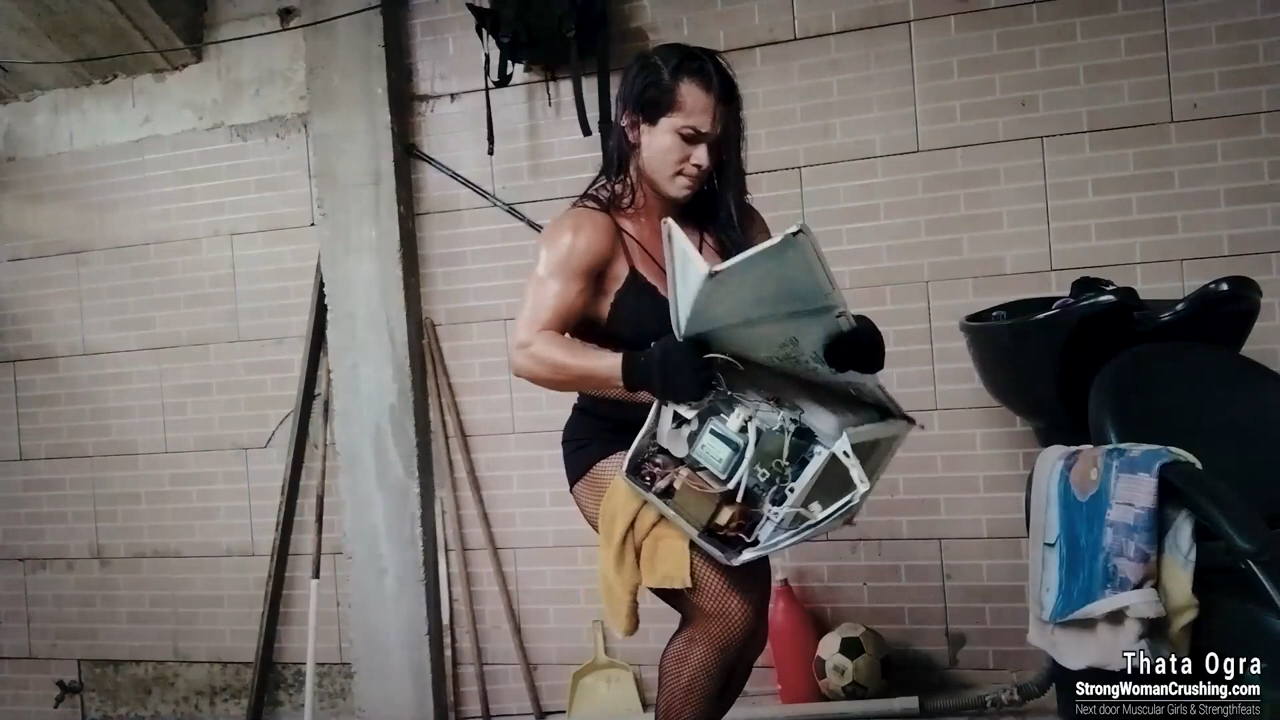 Thata Ogra
StrongWomanCrushing.com
Next door Muscular Girls & Strengthfeats